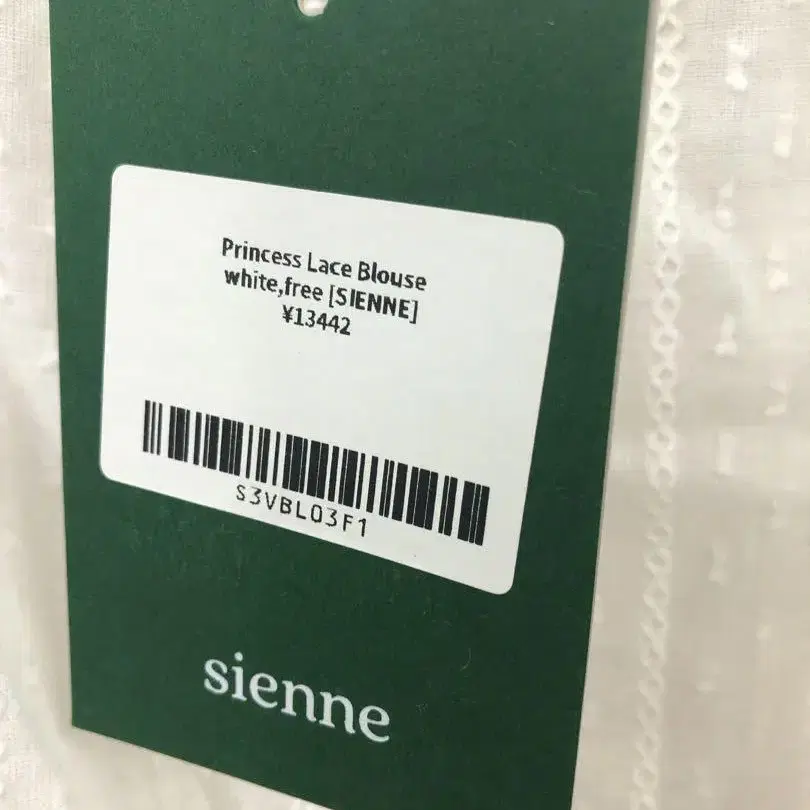 Princess Lace Blouse
white,free [SIENNE]
¥13442
S3VBL03F1
sienne